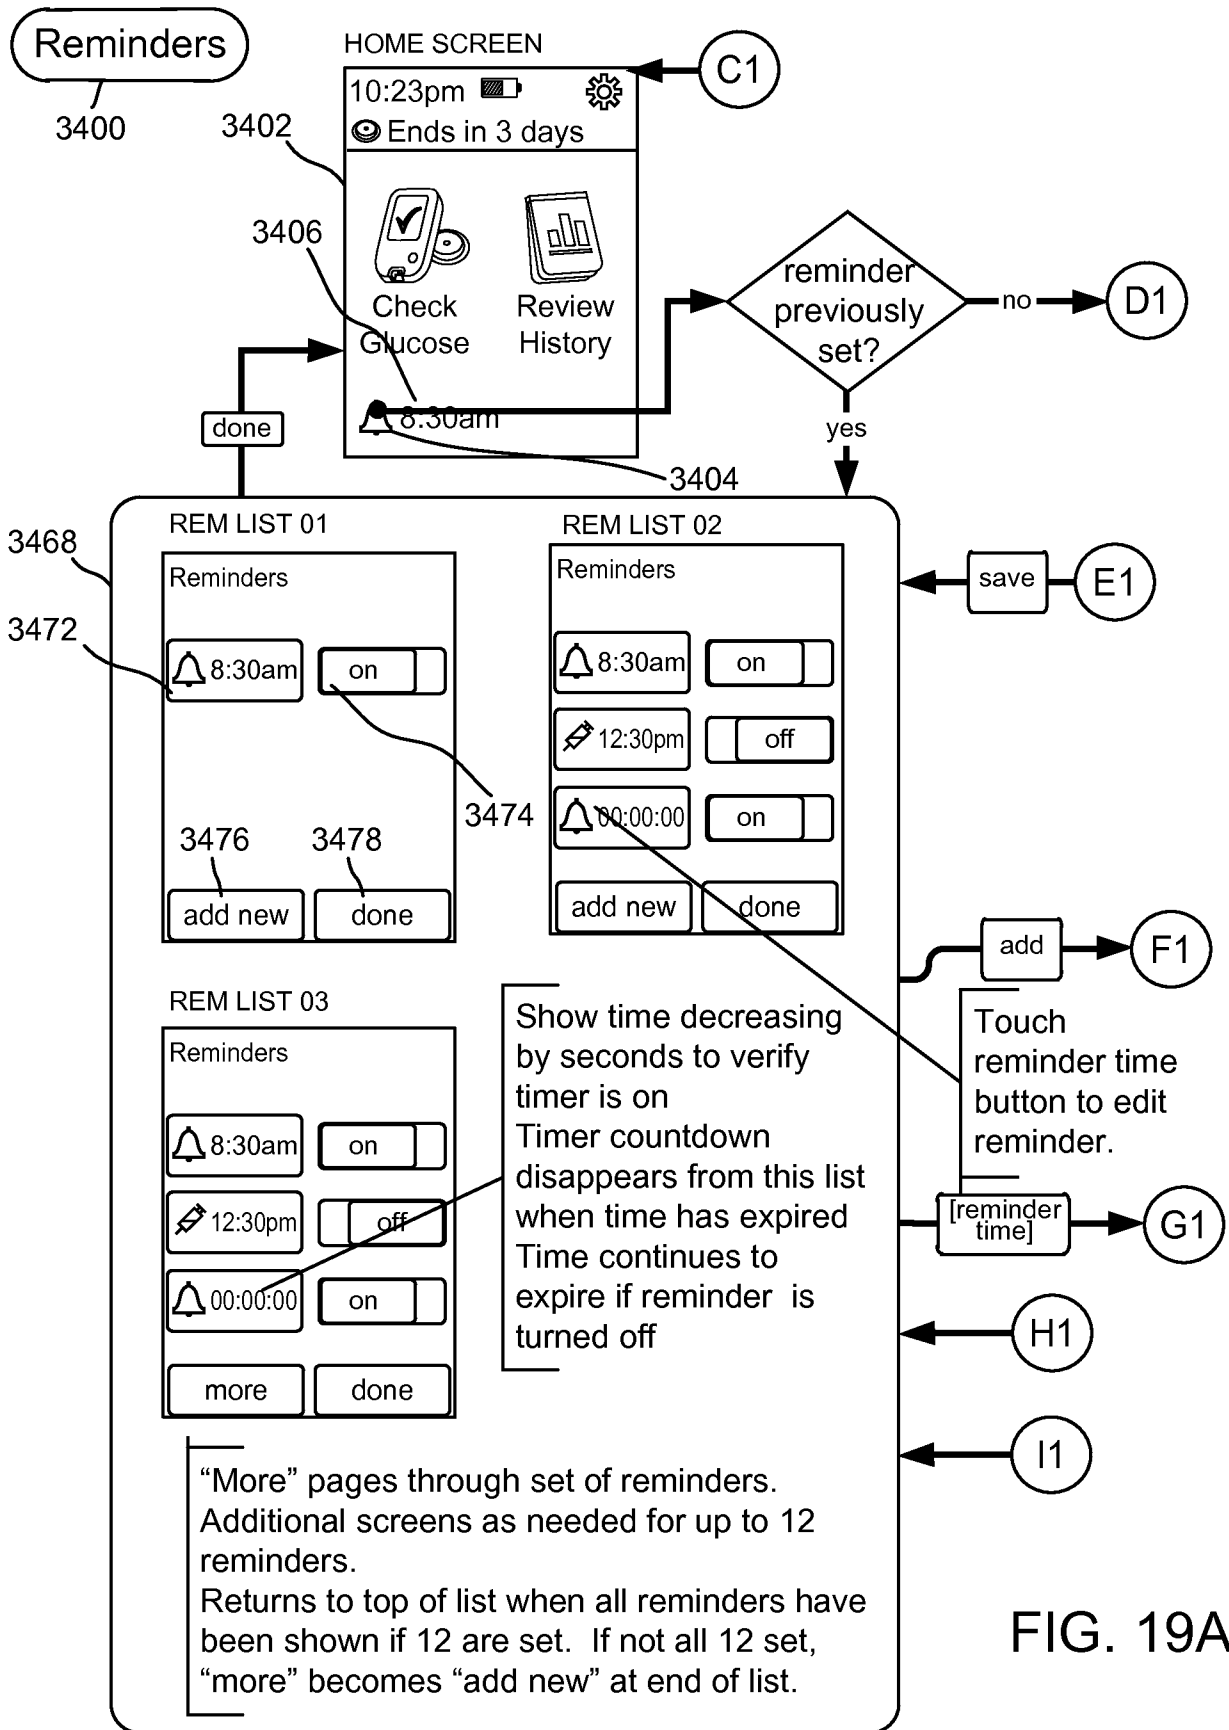 Reminders
3400
HOME SCREEN
C1
10:23pm
Ends in 3 days
3402
3406
Check
Glucose
Review
History
8:30am
3404
reminder
previously
set?
no
D1
yes
done
3468
REM LIST 01
Reminders
3472
8:30am
on
3474
3476
3478
add new
done
REM LIST 02
Reminders
8:30am
on
12:30pm
off
00:00:00
on
add new
done
save
E1
add
F1
Touch
reminder time
button to edit
reminder.
[reminder
time]
G1
H1
I1
REM LIST 03
Reminders
8:30am
on
12:30pm
off
00:00:00
on
more
done
Show time decreasing
by seconds to verify
timer is on
Timer countdown
disappears from this list
when time has expired
Time continues to
expire if reminder is
turned off
“More” pages through set of reminders.
Additional screens as needed for up to 12
reminders.
Returns to top of list when all reminders have
been shown if 12 are set. If not all 12 set,
“more” becomes “add new” at end of list.
FIG. 19A